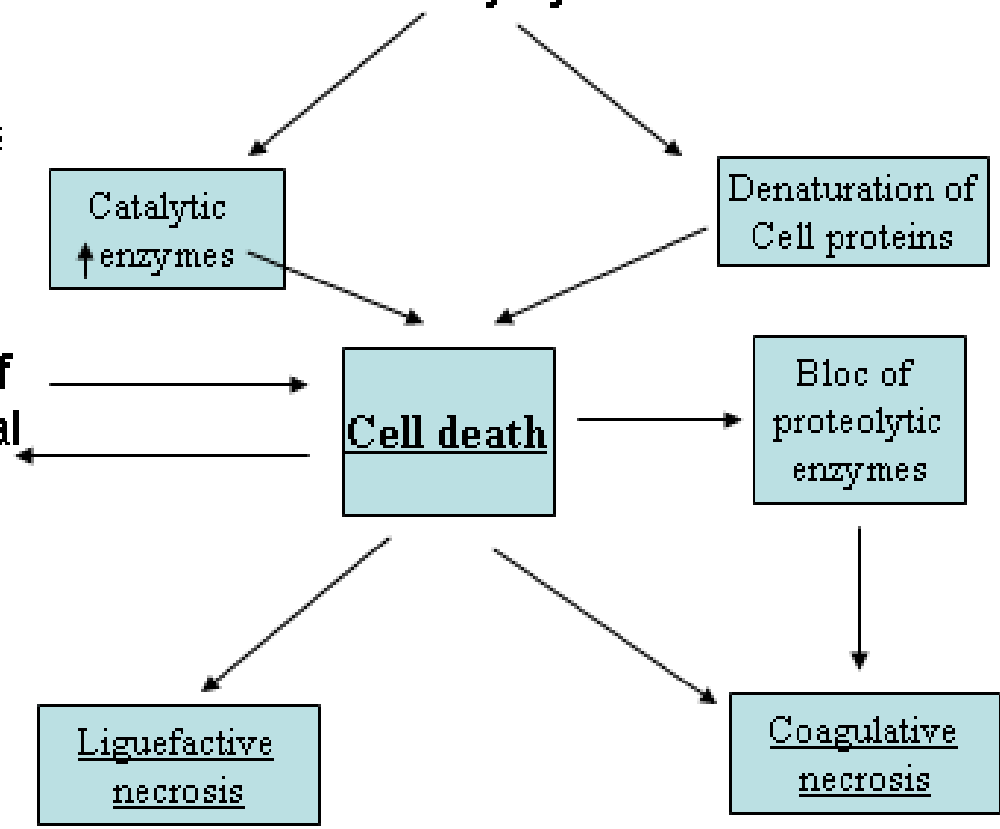 Catalytic
enzymes
Denaturation of
Cell proteins
Cell death
Bloc of
proteolytic
enzymes
Liguefactive
necrosis
Coagulative
necrosis